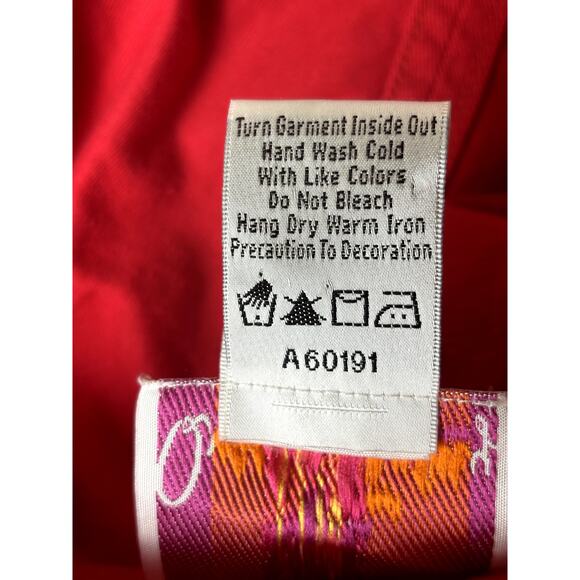 Turn Garment Inside Out
Hand Wash Cold
With Like Colors
Do Not Bleach
Hang Dry Warm Iron
Precaution To Decoration
A60191